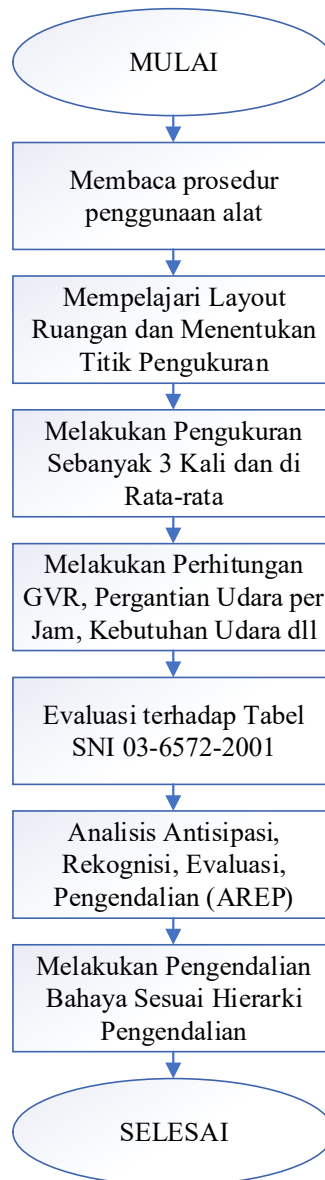 MULAI
Membaca prosedur
penggunaan alat
Mempelajari Layout
Ruangan dan Menentukan
Titik Pengukuran
Melakukan Pengukuran
Sebanyak 3 Kali dan di
Rata-rata
Melakukan Perhitungan
GVR, Pergantian Udara per
Jam, Kebutuhan Udara dll
Evaluasi terhadap Tabel
SNI 03-6572-2001
Analisis Antisipasi,
Rekognisi, Evaluasi,
Pengendalian (AREP)
Melakukan Pengendalian
Bahaya Sesuai Hierarki
Pengendalian
SELESAI